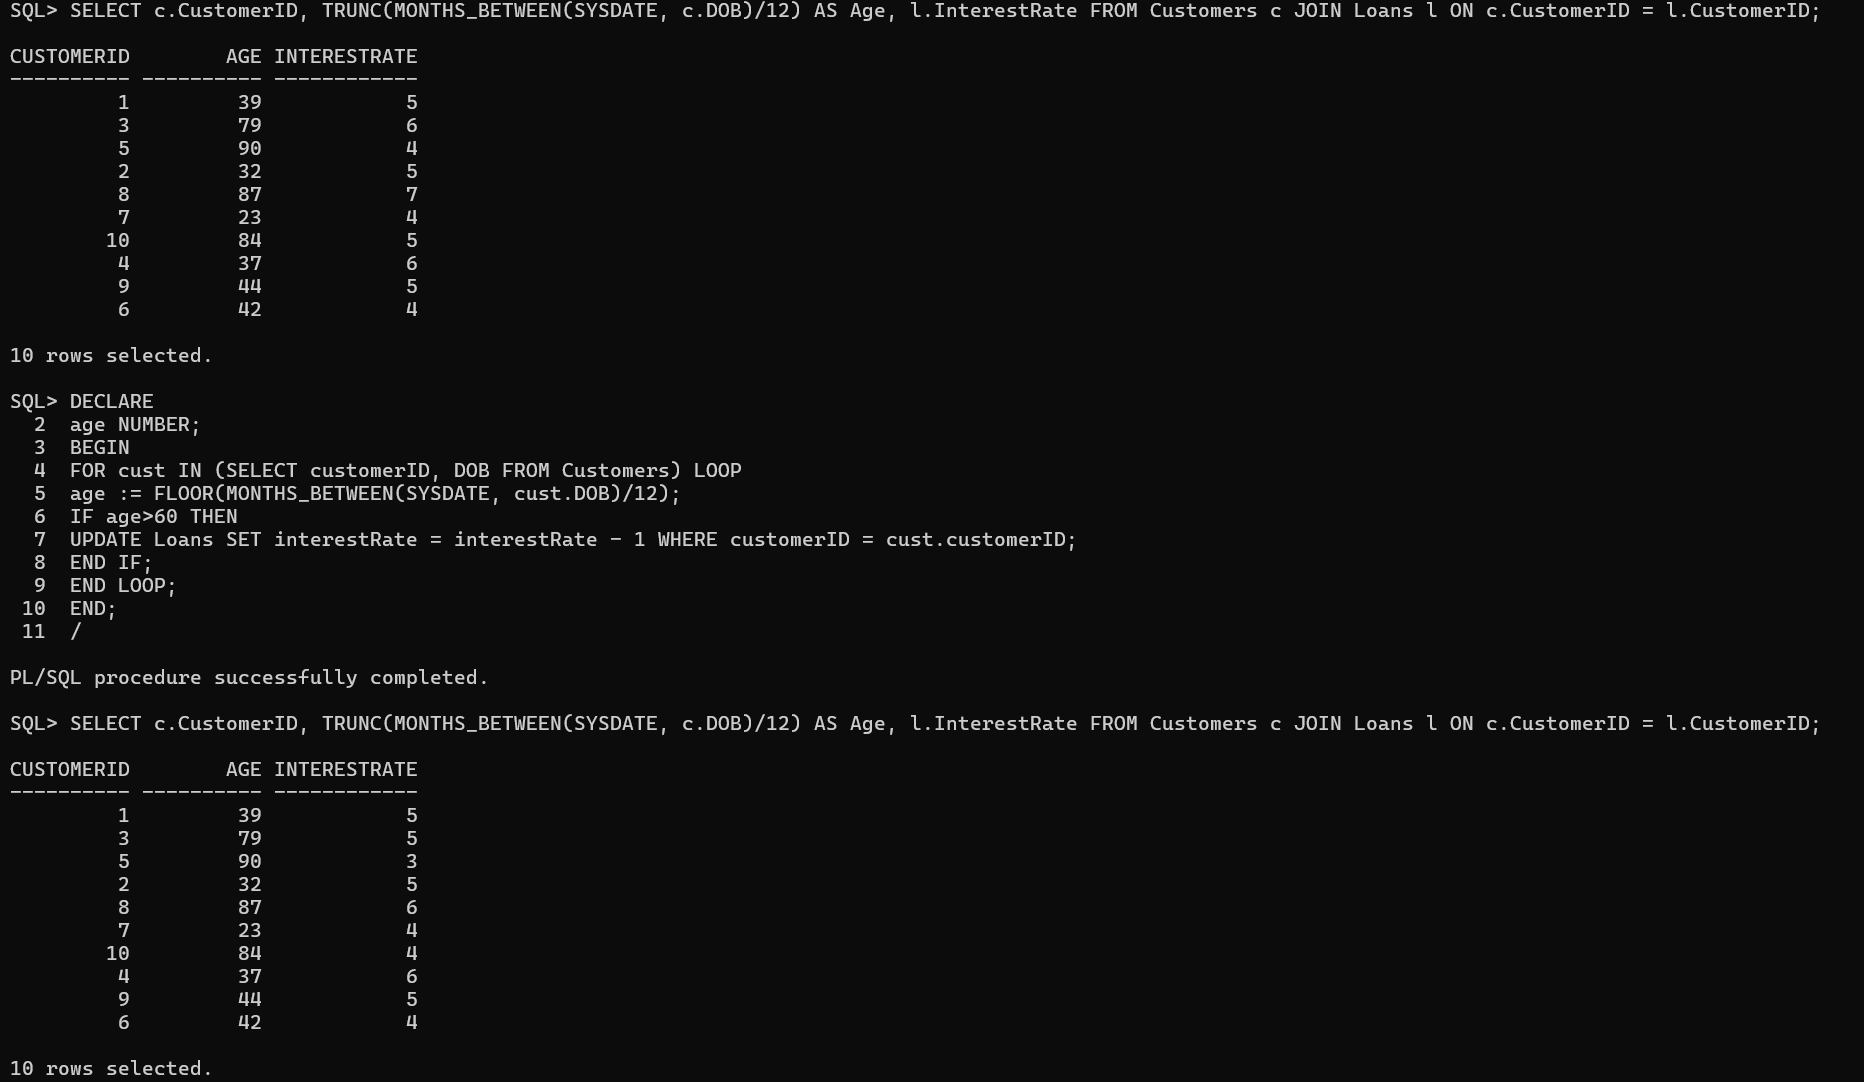 SQL> SELECT c.CustomerID, TRUNC(MONTHS_BETWEEN(SYSDATE, c.DOB)/12) AS Age, l.InterestRate FROM Customers c JOIN Loans l ON c.CustomerID = l.CustomerID;
CUSTOMERID        AGE INTERESTRATE
---------- ---------- ------------
         1         39            5
         3         79            6
         5         90            4
         2         32            5
         8         87            7
         7         23            4
        10         84            5
         4         37            6
         9         44            5
         6         42            4
10 rows selected.
SQL> DECLARE
  2  age NUMBER;
  3  BEGIN
  4  FOR cust IN (SELECT customerID, DOB FROM Customers) LOOP
  5  age := FLOOR(MONTHS_BETWEEN(SYSDATE, cust.DOB)/12);
  6  IF age>60 THEN
  7  UPDATE Loans SET interestRate = interestRate - 1 WHERE customerID = cust.customerID;
  8  END IF;
  9  END LOOP;
 10  END;
 11  /
PL/SQL procedure successfully completed.
SQL> SELECT c.CustomerID, TRUNC(MONTHS_BETWEEN(SYSDATE, c.DOB)/12) AS Age, l.InterestRate FROM Customers c JOIN Loans l ON c.CustomerID = l.CustomerID;
CUSTOMERID        AGE INTERESTRATE
---------- ---------- ------------
         1         39            5
         3         79            5
         5         90            3
         2         32            5
         8         87            6
         7         23            4
        10         84            4
         4         37            6
         9         44            5
         6         42            4
10 rows selected.